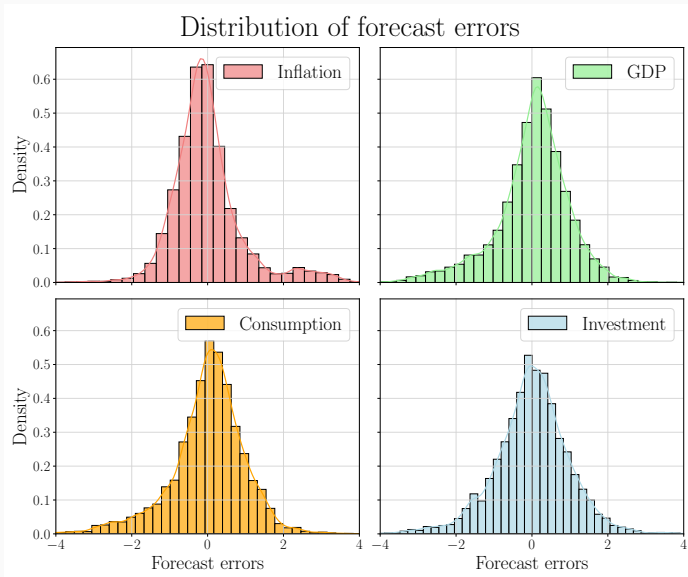 Distribution of forecast errors
Density
0.0
0.1
0.2
0.3
0.4
0.5
0.6
Inflation
GDP
Density
0.0
0.1
0.2
0.3
0.4
0.5
0.6
Consumption
Investment
−4 −2 0 2 4
−4 −2 0 2 4
Forecast errors
Forecast errors